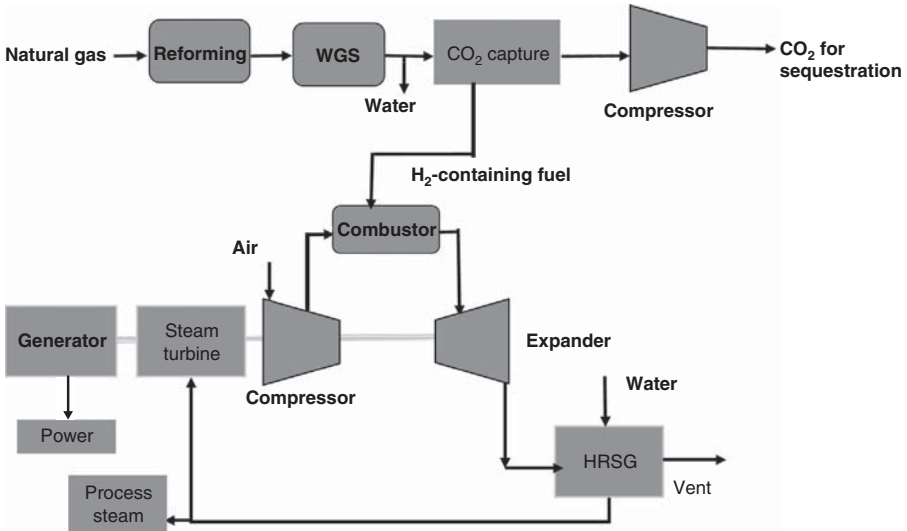 Natural gas
Reforming
WGS
CO₂ capture
CO₂ for
sequestration
Water
Compressor
H₂-containing fuel
Combustor
Air
Generator
Steam
turbine
Expander
Compressor
Water
Power
HRSG
Vent
Process
steam